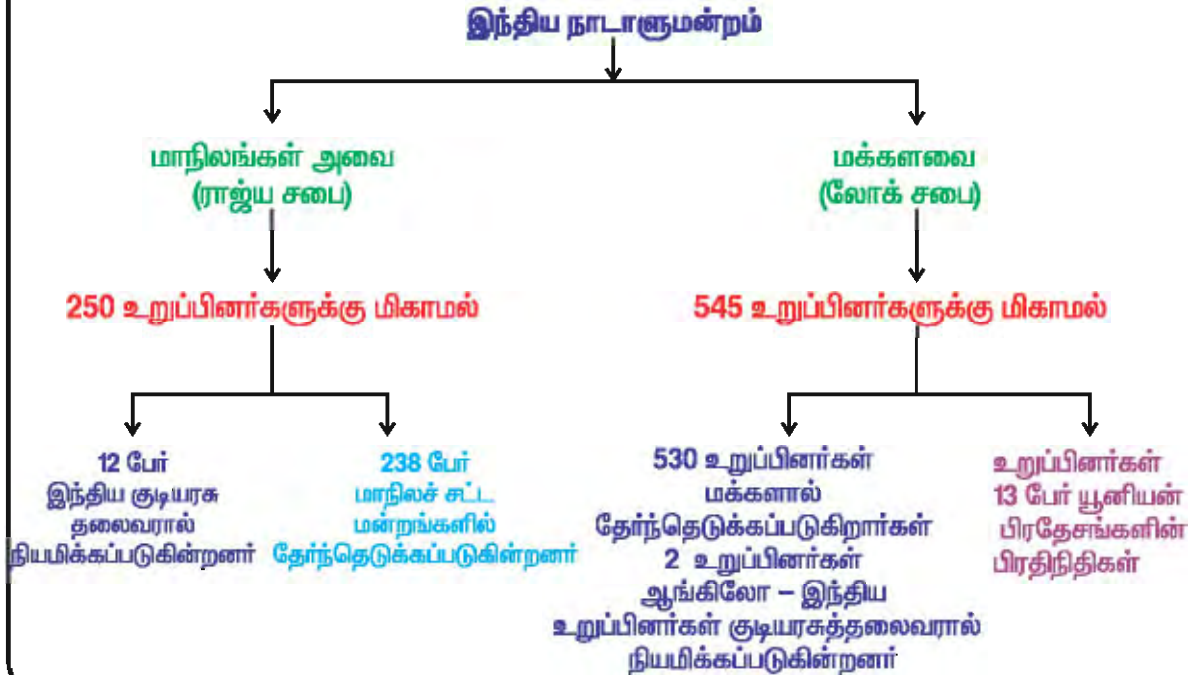 இந்திய நாடாளுமன்றம்
மாநிலங்கள் அவை
(ராஜ்ய சபை)
மக்களவை
(லோக் சபை)
250 உறுப்பினர்களுக்கு மிகாமல்
545 உறுப்பினர்களுக்கு மிகாமல்
12 பேர்
இந்திய குடியரசு
தலைவரால்
நியமிக்கப்படுகின்றனர்
238 பேர்
மாநிலச் சட்ட
மன்றங்களில்
தேர்ந்தெடுக்கப்படுகின்றனர்
530 உறுப்பினர்கள்
மக்களால்
தேர்ந்தெடுக்கப்படுகிறார்கள்
2 உறுப்பினர்கள்
ஆங்கிலோ – இந்திய
உறுப்பினர்கள் குடியரசுத்தலைவரால்
நியமிக்கப்படுகின்றனர்
உறுப்பினர்கள்
13 பேர் யூனியன்
பிரதேசங்களின்
பிரதிநிதிகள்